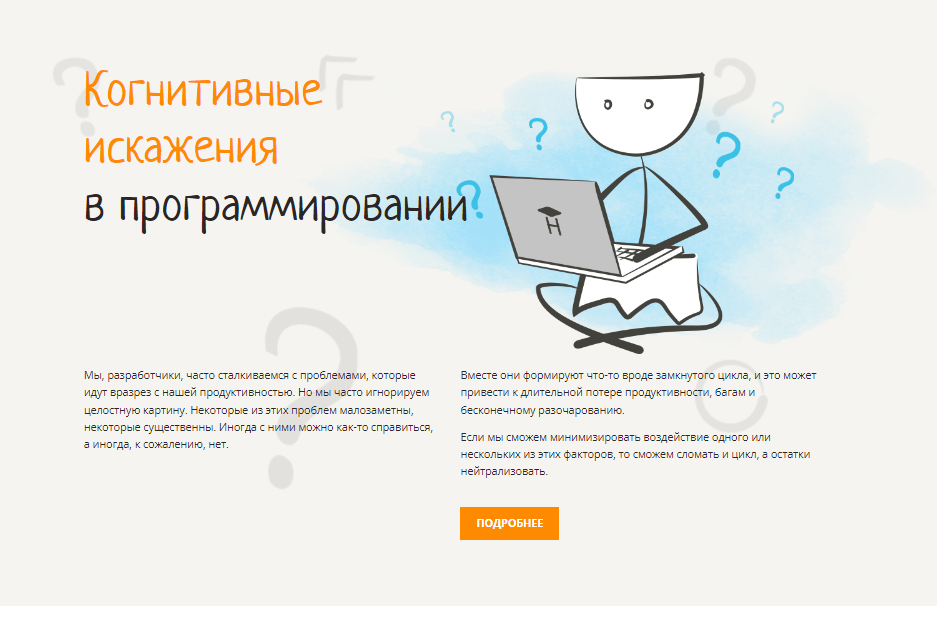 Когнитивные
искажения
в программировании
H
Мы, разработчики, часто сталкиваемся с проблемами, которые
идут вразрез с нашей продуктивностью. Но мы часто игнорируем
целостную картину. Некоторые из этих проблем малозаметны,
некоторые существенны. Иногда с ними можно как-то справиться,
а иногда, к сожалению, нет.
Вместе они формируют что-то вроде замкнутого цикла, и это может
привести к длительной потере продуктивности, багам и
бесконечному разочарованию.
Если мы сможем минимизировать воздействие одного или
нескольких из этих факторов, то сможем сломать и цикл, а остатки
нейтрализовать.
ПОДРОБНЕЕ